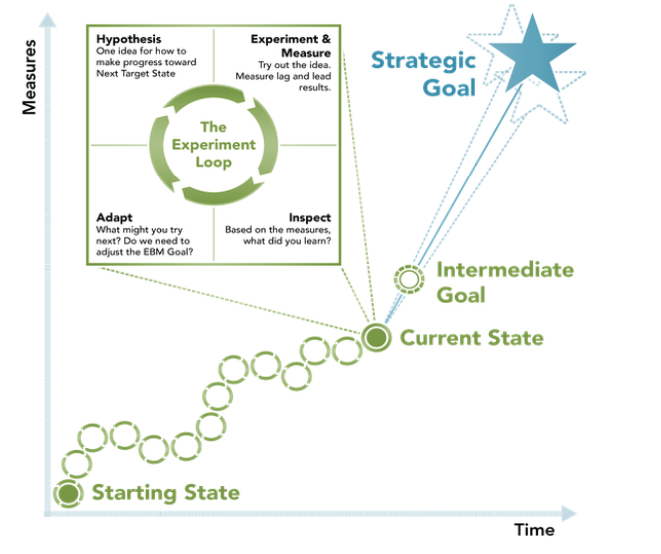 Measures
Hypothesis
One idea for how to
make progress toward
Next Target State
Experiment &
Measure
Try out the idea.
Measure lag and lead
results.
The
Experiment
Loop
Adapt
What might you try
next? Do we need to
adjust the EBM Goal?
Inspect
Based on the measures,
what did you learn?
Strategic
Goal
Intermediate
Goal
Current State
Starting State
Time